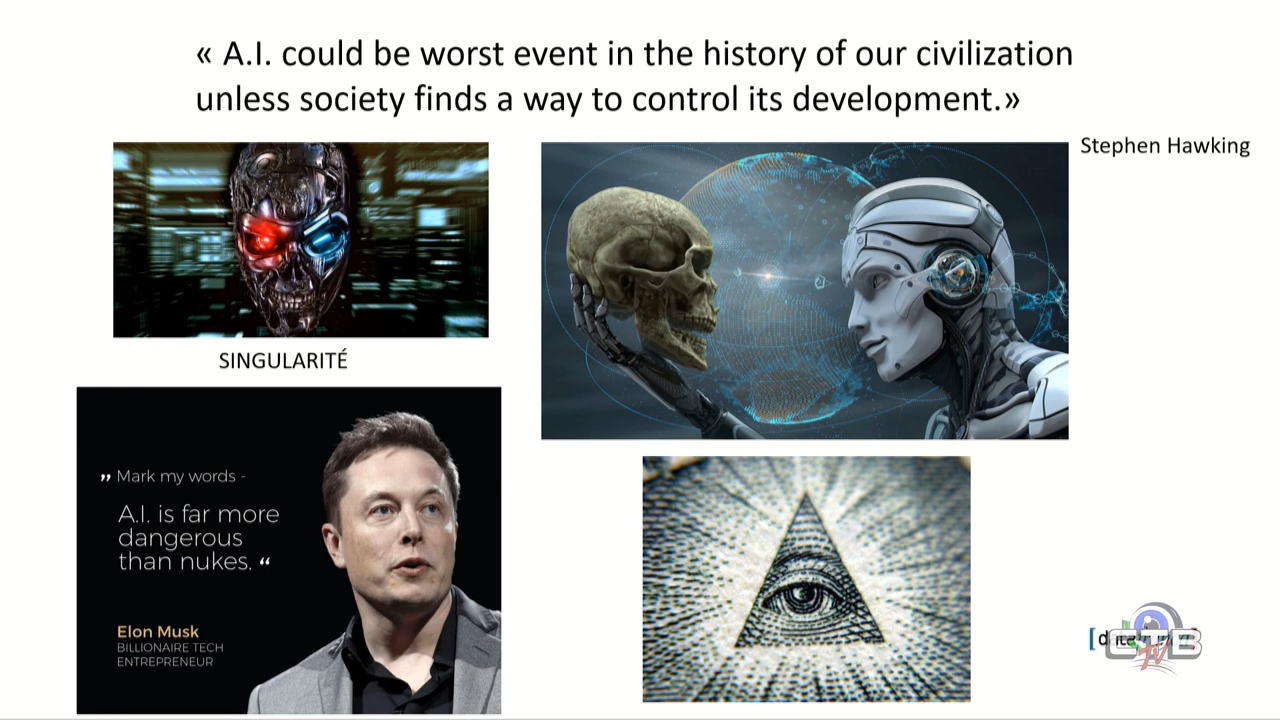 « A.I. could be worst event in the history of our civilization
unless society finds a way to control its development.»
Stephen Hawking
SINGULARITÉ
” Mark my words -
A.I. is far more
dangerous
than nukes. “
Elon Musk
BILLIONAIRE TECH
ENTREPRENEUR
TV